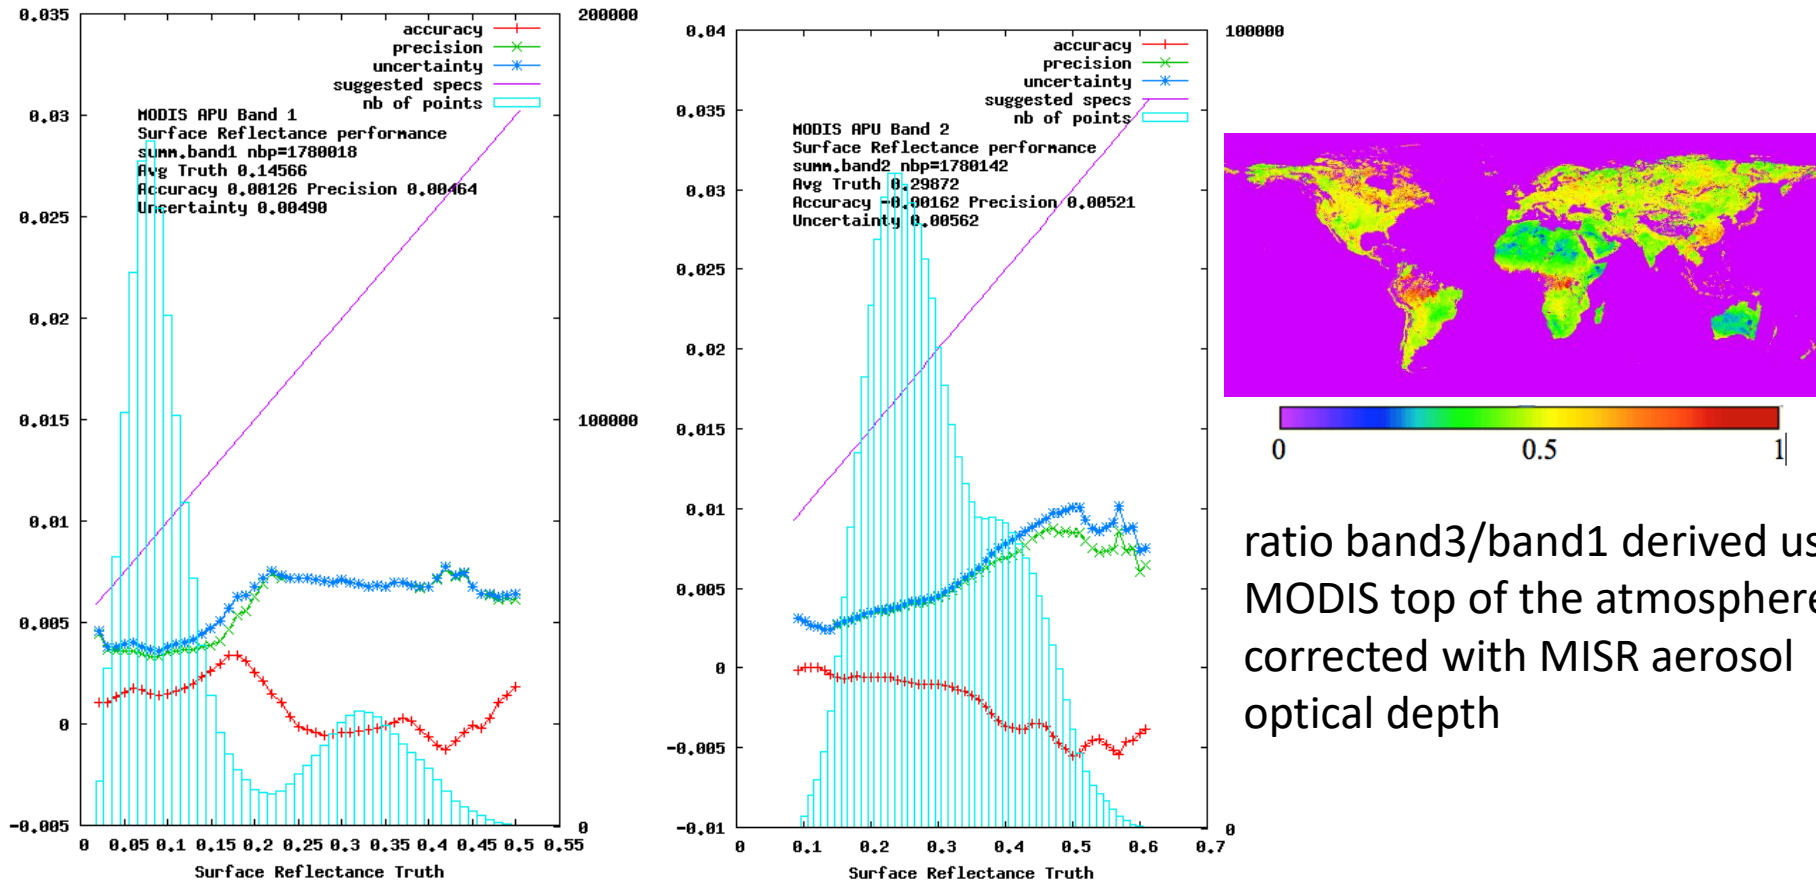 0.035
0.03
0.025
0.02
0.015
0.01
0.005
0
-0.005
200000
100000
0
accuracy
precision
uncertainty
suggested specs
nb of points
MODIS APU Band 1
Surface Reflectance performance
summ.band1 nbp=1780018
Avg Truth 0.14566
Accuracy 0.00126 Precision 0.00464
Uncertainty 0.00490
0 0.05 0.1 0.15 0.2 0.25 0.3 0.35 0.4 0.45 0.5 0.55
Surface Reflectance Truth
0.04
0.035
0.03
0.025
0.02
0.015
0.01
0.005
0
-0.005
-0.01
100000
0
accuracy
precision
uncertainty
suggested specs
nb of points
MODIS APU Band 2
Surface Reflectance performance
summ.band2 nbp=1780142
Avg Truth 0.29872
Accuracy -0.00162 Precision 0.00521
Uncertainty 0.00562
0 0.1 0.2 0.3 0.4 0.5 0.6 0.7
Surface Reflectance Truth
0 0.5 1
ratio band3/band1 derived us
MODIS top of the atmosphere
corrected with MISR aerosol
optical depth